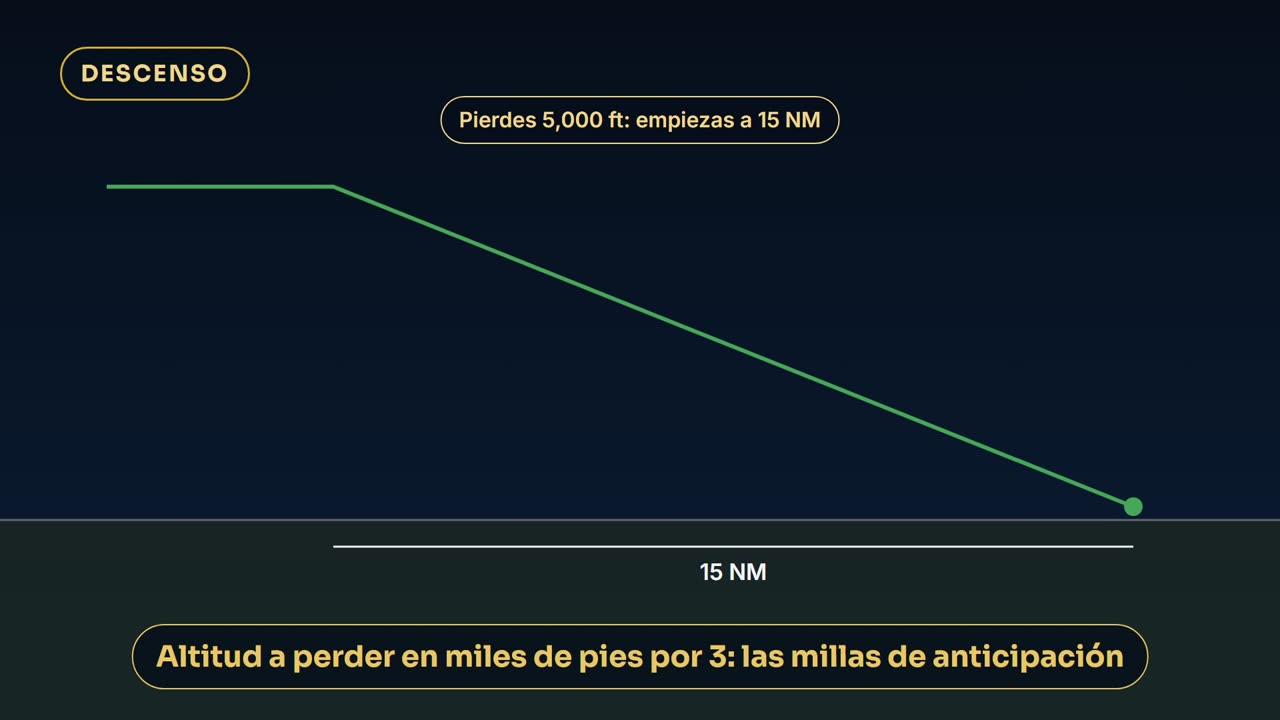 DESCENSO
Pierdes 5,000 ft: empiezas a 15 NM
15 NM
Altitud a perder en miles de pies por 3: las millas de anticipación